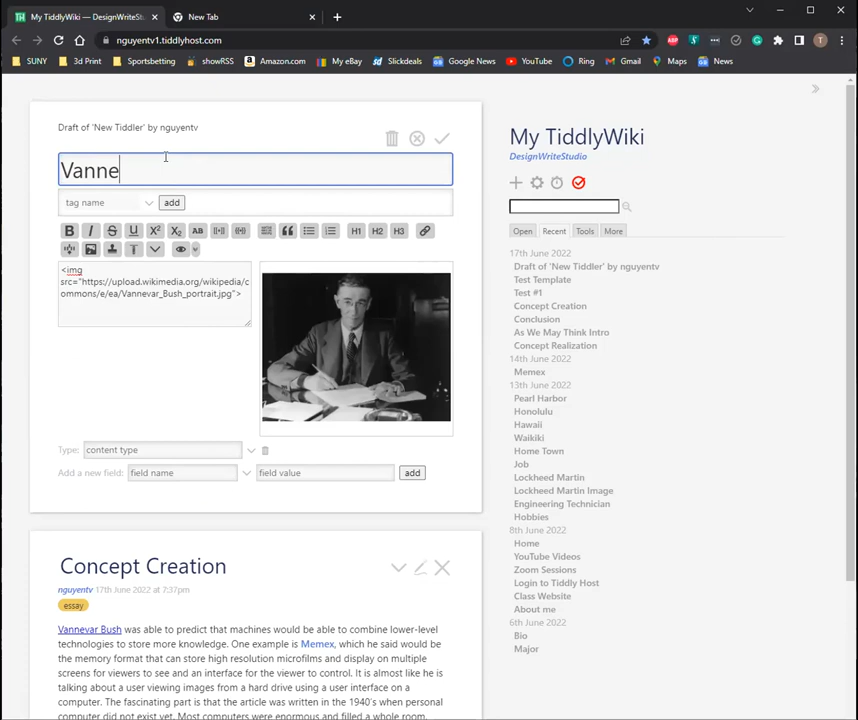 My TiddlyWiki — DesignWriteStu
New Tab
nguyentv1.tiddlyhost.com
SUNY
3d Print
Sportsbetting
showRSS
Amazon.com
My eBay
Slickdeals
Google News
YouTube
Ring
Gmail
Maps
News
Draft of 'New Tiddler' by nguyentv
Vanne
tag name
add
B I S U X² X₂ AB
H1 H2 H3
<img
src="https://upload.wikimedia.org/wikipedia/c
ommons/e/ea/Vannevar_Bush_portrait.jpg">
Type: content type
Add a new field: field name field value add
Concept Creation
nguyentv 17th June 2022 at 7:37pm
essay
Vannevar Bush was able to predict that machines would be able to combine lower-level
technologies to store more knowledge. One example is Memex, which he said would be
the memory format that can store high resolution microfilms and display on multiple
screens for viewers to see and an interface for the viewer to control. It is almost like he is
talking about a user viewing images from a hard drive using a user interface on a
computer. The fascinating part is that the article was written in the 1940's when personal
computer did not exist yet. Most computers were enormous and filled a whole room.
My TiddlyWiki
DesignWriteStudio
Open Recent Tools More
17th June 2022
Draft of 'New Tiddler' by nguyentv
Test Template
Test #1
Concept Creation
Conclusion
As We May Think Intro
Concept Realization
14th June 2022
Memex
13th June 2022
Pearl Harbor
Honolulu
Hawaii
Waikiki
Home Town
Job
Lockheed Martin
Lockheed Martin Image
Engineering Technician
Hobbies
8th June 2022
Home
YouTube Videos
Zoom Sessions
Login to Tiddly Host
Class Website
About me
6th June 2022
Bio
Major